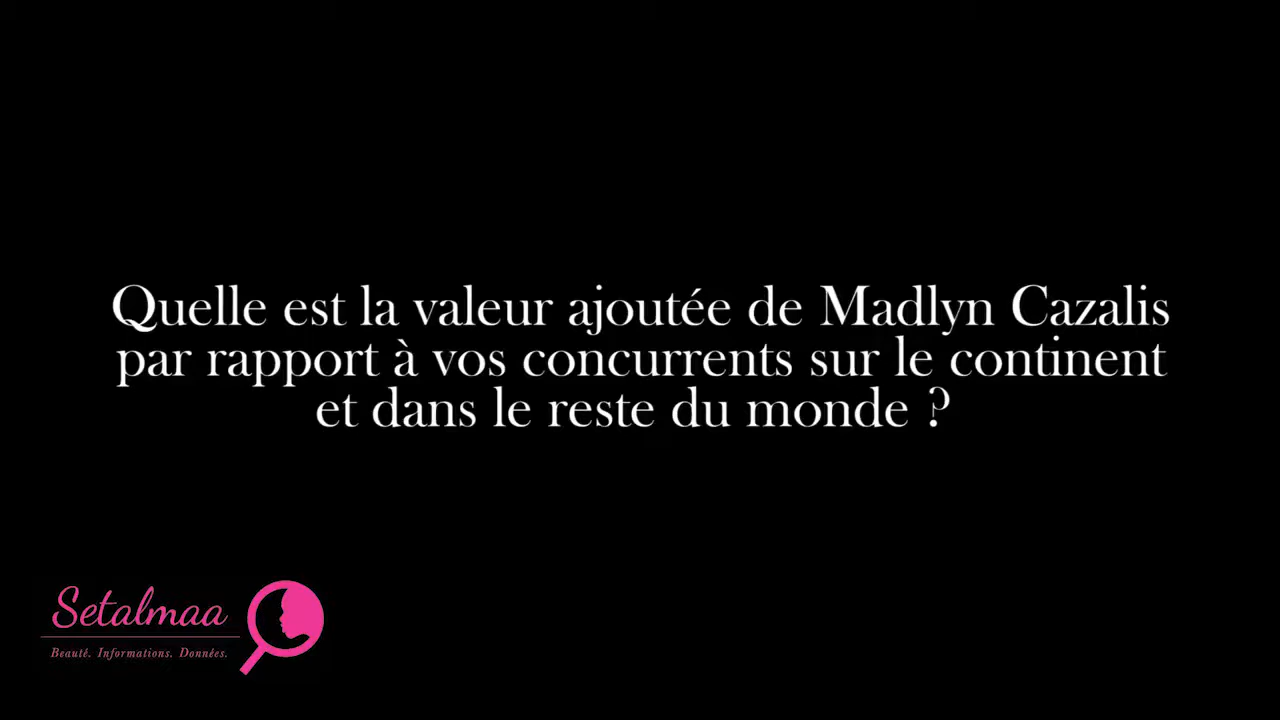 Quelle est la valeur ajoutée de Madlyn Cazalis
par rapport à vos concurrents sur le continent
et dans le reste du monde ?
Setalmaa
Beauté. Informations. Données.